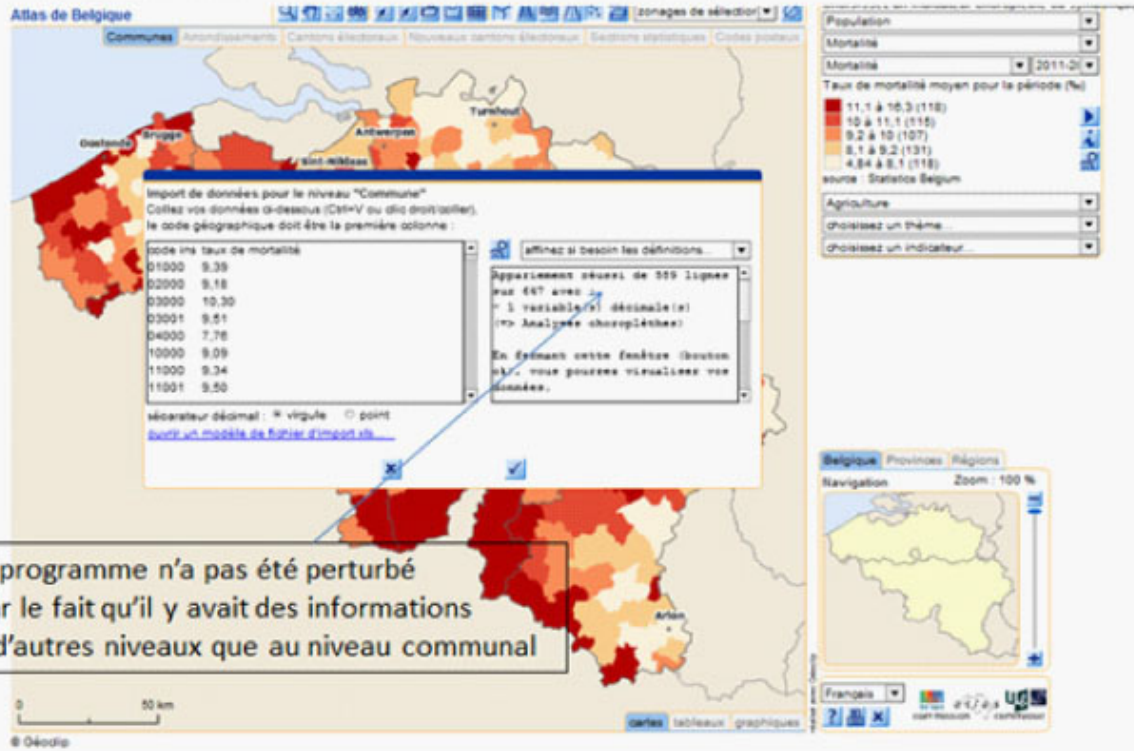 Atlas de Belgique
zonages de sélection
Communes Arrondissements Cantons électoraux Nouveaux cantons électoraux Sections statistiques Codes postaux
Population
Mortalité
Mortalité 2011-20
Taux de mortalité moyen pour la période (‰)
11,1 à 16,3 (118)
10 à 11,1 (115)
9,2 à 10 (107)
8,1 à 9,2 (131)
4,84 à 8,1 (118)
source : Statistics Belgium
Agriculture
choisissez un thème...
choisissez un indicateur...
Turnhout
Oostende
Brugge
Antwerpen
Sint-Niklaas
Import de données pour le niveau "Commune"
Collez vos données ci-dessous (Ctrl+V ou clic droit/coller),
le code géographique doit être la première colonne :
code ins taux de mortalité
01000 9,39
02000 9,18
03000 10,30
03001 9,51
04000 7,76
10000 9,09
11000 9,34
11001 9,50
affinez si besoin les définitions...
Appariement réussi de 589 lignes
sur 647 avec :
* 1 variable(s) décimale(s)
(=> Analyses choroplèthes)
En fermant cette fenêtre (bouton
ok), vous pourrez visualiser vos
données.
séparateur décimal : virgule point
ouvrir un modèle de fichier d'import xls...
programme n'a pas été perturbé
r le fait qu'il y avait des informations
d'autres niveaux que au niveau communal
Arlon
Belgique Provinces Régions
Navigation Zoom : 100 %
0 50 km
cartes tableaux graphiques
Français
réalisé avec Géoclip
© Géoclip